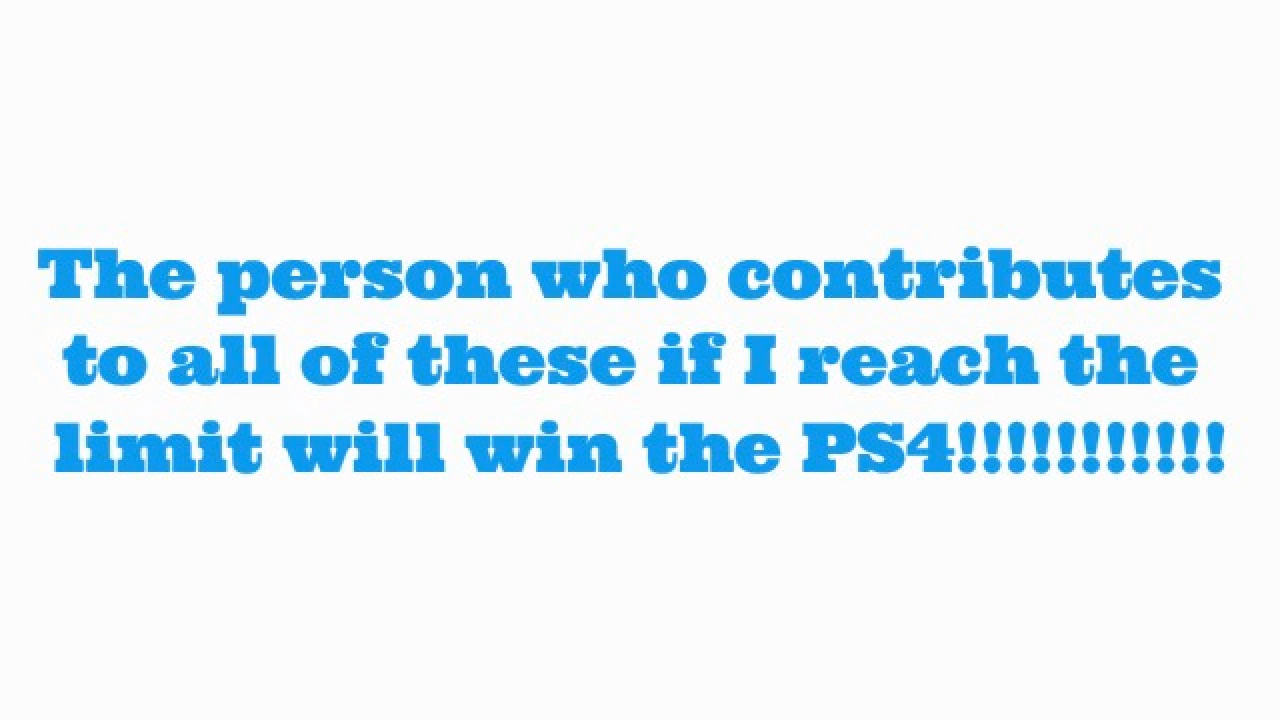 The person who contributes
to all of these if I reach the
limit will win the PS4!!!!!!!!!!!